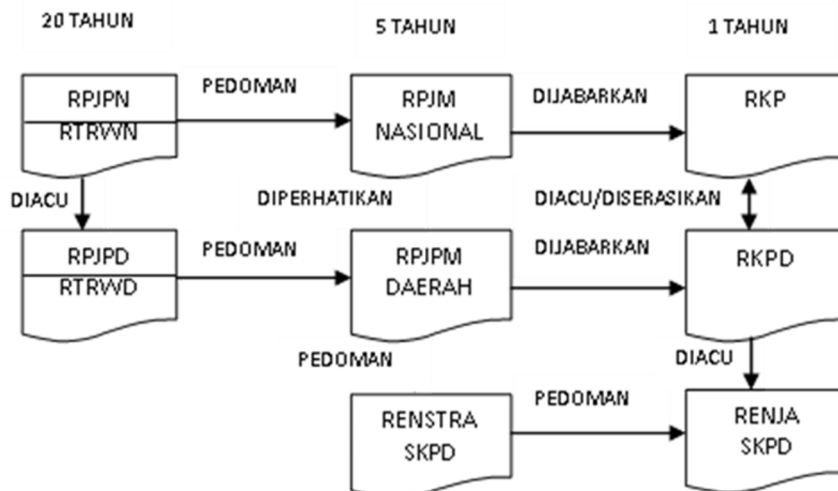 20 TAHUN
5 TAHUN
1 TAHUN
RPJPN
RTRWN
PEDOMAN
RPJM
NASIONAL
DIJABARKAN
RKP
DIACU
DIPERHATIKAN
DIACU/DISERASIKAN
RPJPD
RTRWD
PEDOMAN
RPJPM
DAERAH
DIJABARKAN
RKPD
PEDOMAN
DIACU
RENSTRA
SKPD
PEDOMAN
RENJA
SKPD